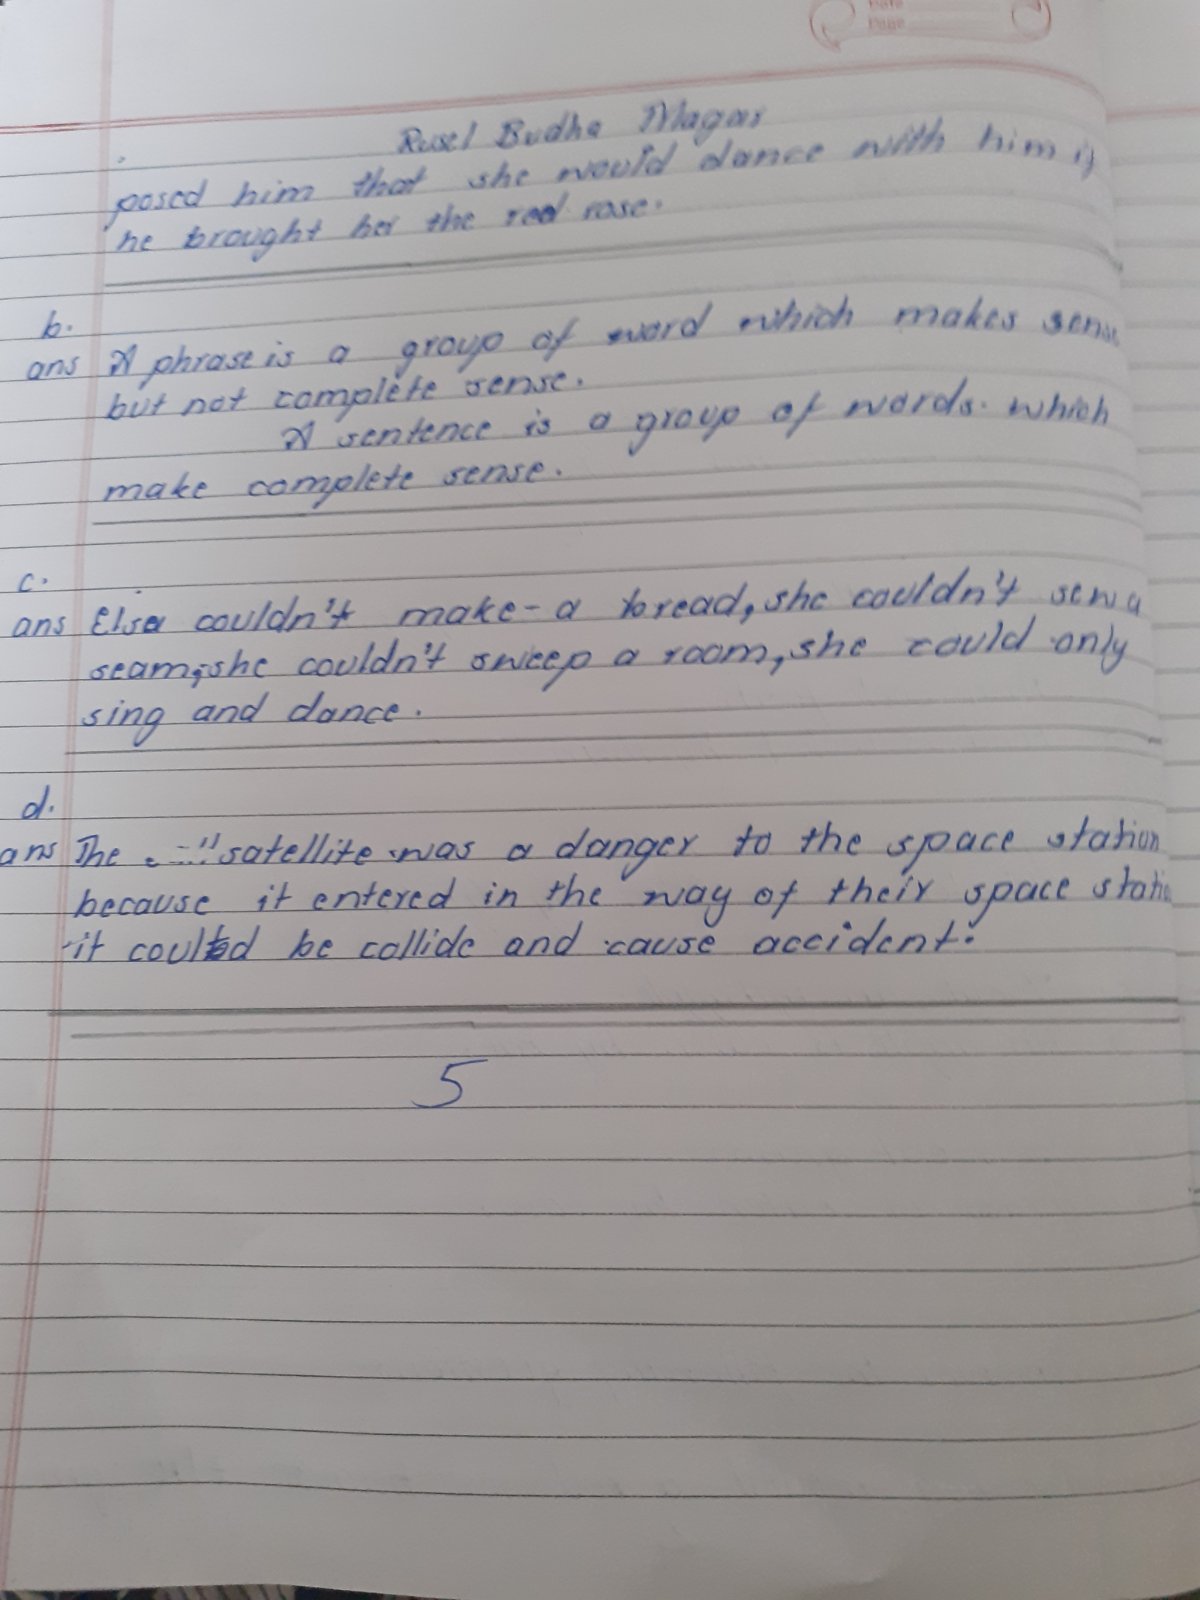 Date
Page
Rusel Budha Magar
posed him that she would dance with him if
he brought her the red rose.
b.
ans A phrase is a group of word which makes sense
but not complete sense.
A sentence is a group of words. which
make complete sense.
c.
ans Elsa couldn't make - a bread, she couldn't sew a
seam, she couldn't sweep a room, she could only
sing and dance.
d.
ans The satellite was a danger to the space station
because it entered in the way of their space statio
it could be collide and cause accident.
5